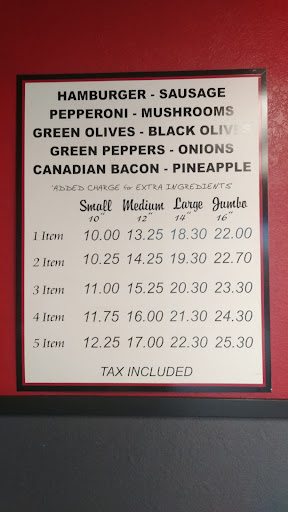 HAMBURGER - SAUSAGE
PEPPERONI - MUSHROOMS
GREEN OLIVES - BLACK OLIVES
GREEN PEPPERS - ONIONS
CANADIAN BACON - PINEAPPLE
*ADDED CHARGE for EXTRA INGREDIENTS
Small Medium Large Jumbo
10" 12" 14" 16"
1 Item 10.00 13.25 18.30 22.00
2 Item 10.25 14.25 19.30 22.70
3 Item 11.00 15.25 20.30 23.30
4 Item 11.75 16.00 21.30 24.30
5 Item 12.25 17.00 22.30 25.30
TAX INCLUDED